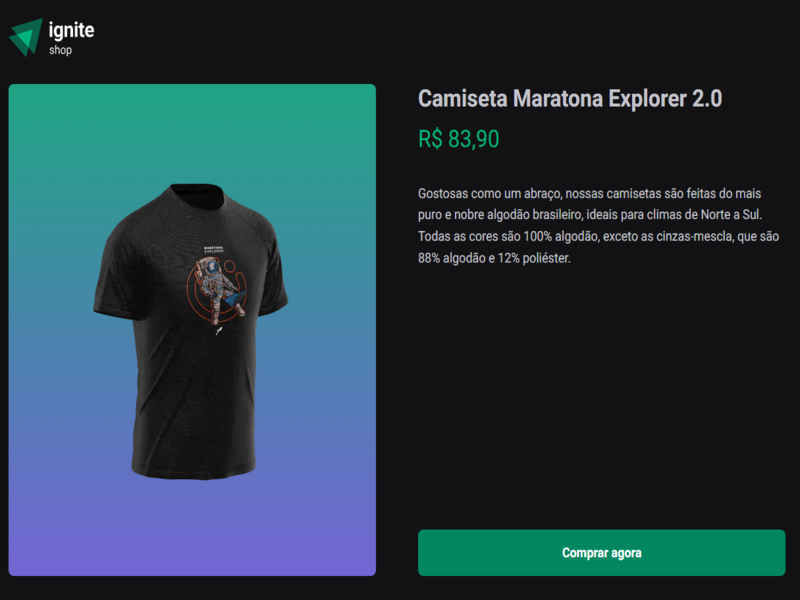 ignite
shop
Camiseta Maratona Explorer 2.0
R$ 83,90
Gostosas como um abraço, nossas camisetas são feitas do mais
puro e nobre algodão brasileiro, ideais para climas de Norte a Sul.
Todas as cores são 100% algodão, exceto as cinzas-mescla, que são
88% algodão e 12% poliéster.
MARATONA
EXPLORER
Comprar agora